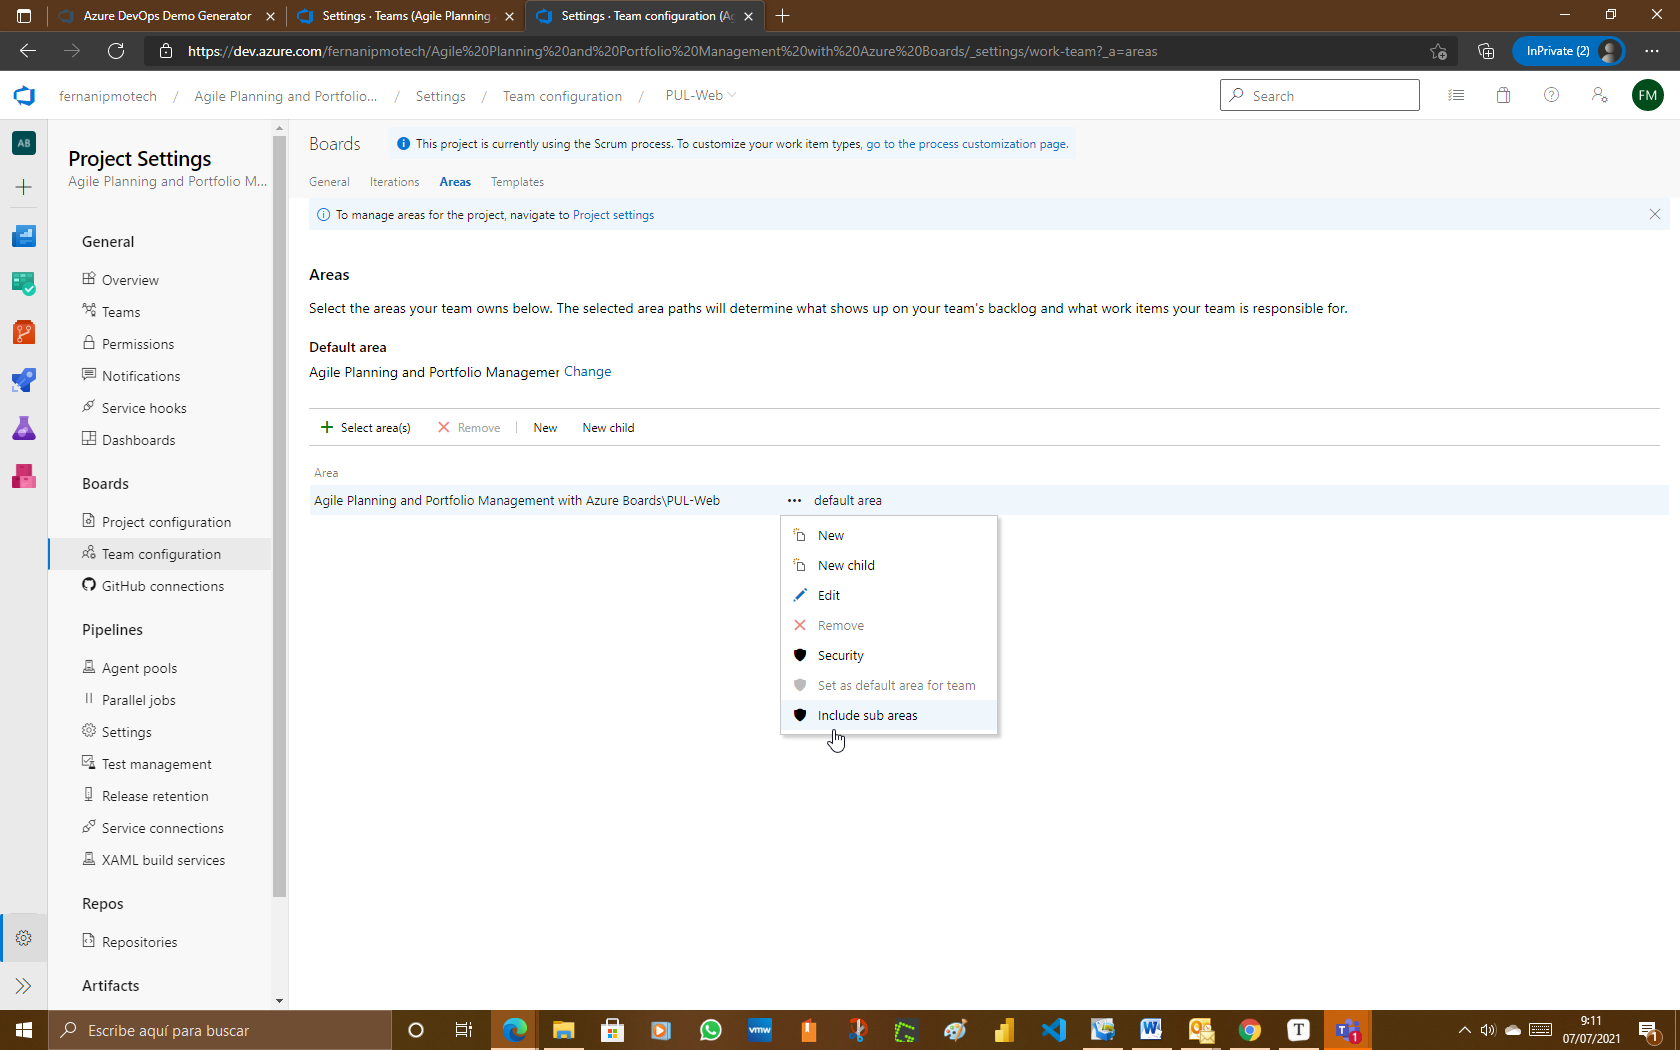 Azure DevOps Demo Generator
Settings · Teams (Agile Planning
Settings · Team configuration (Ag
https://dev.azure.com/fernanipmotech/Agile%20Planning%20and%20Portfolio%20Management%20with%20Azure%20Boards/_settings/work-team?_a=areas
InPrivate (2)
fernanipmotech / Agile Planning and Portfolio... / Settings / Team configuration / PUL-Web
Search
FM
AB
Project Settings
Agile Planning and Portfolio M...
General
Overview
Teams
Permissions
Notifications
Service hooks
Dashboards
Boards
Project configuration
Team configuration
GitHub connections
Pipelines
Agent pools
Parallel jobs
Settings
Test management
Release retention
Service connections
XAML build services
Repos
Repositories
Artifacts
Boards
This project is currently using the Scrum process. To customize your work item types, go to the process customization page.
General Iterations Areas Templates
To manage areas for the project, navigate to Project settings
Areas
Select the areas your team owns below. The selected area paths will determine what shows up on your team's backlog and what work items your team is responsible for.
Default area
Agile Planning and Portfolio Managemer Change
Select area(s) Remove New New child
Area
Agile Planning and Portfolio Management with Azure Boards\PUL-Web ••• default area
New
New child
Edit
Remove
Security
Set as default area for team
Include sub areas
Escribe aquí para buscar
vmw
T
1
9:11
07/07/2021
1